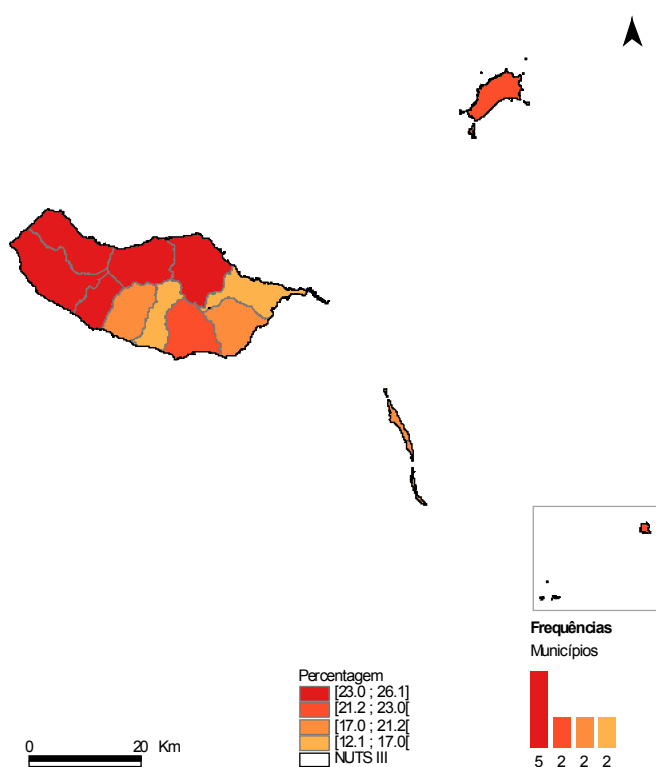 Frequências
Municípios
5 2 2 2
Percentagem
[23.0 ; 26.1]
[21.2 ; 23.0[
[17.0 ; 21.2[
[12.1 ; 17.0[
NUTS III
0 20 Km